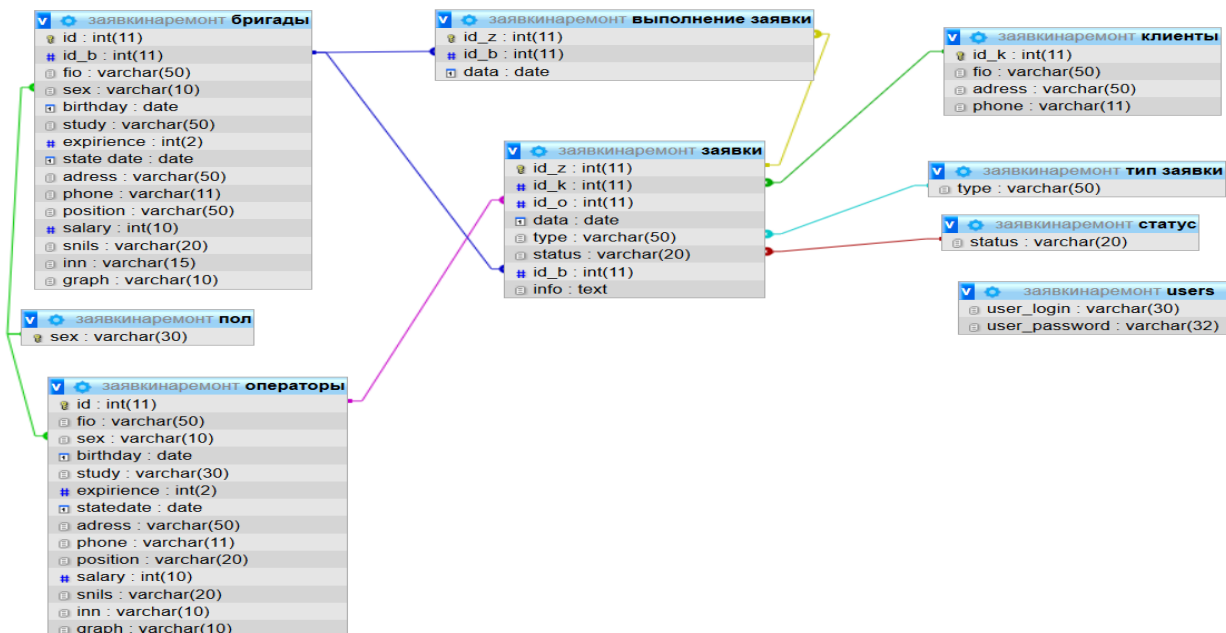 заявкинаремонт бригады
id : int(11)
id_b : int(11)
fio : varchar(50)
sex : varchar(10)
birthday : date
study : varchar(50)
expirience : int(2)
state date : date
adress : varchar(50)
phone : varchar(11)
position : varchar(50)
salary : int(10)
snils : varchar(20)
inn : varchar(15)
graph : varchar(10)
заявкинаремонт выполнение заявки
id_z : int(11)
id_b : int(11)
data : date
заявкинаремонт клиенты
id_k : int(11)
fio : varchar(50)
adress : varchar(50)
phone : varchar(11)
заявкинаремонт заявки
id_z : int(11)
id_k : int(11)
id_o : int(11)
data : date
type : varchar(50)
status : varchar(20)
id_b : int(11)
info : text
заявкинаремонт тип заявки
type : varchar(50)
заявкинаремонт статус
status : varchar(20)
заявкинаремонт users
user_login : varchar(30)
user_password : varchar(32)
заявкинаремонт пол
sex : varchar(30)
заявкинаремонт операторы
id : int(11)
fio : varchar(50)
sex : varchar(10)
birthday : date
study : varchar(30)
expirience : int(2)
statedate : date
adress : varchar(50)
phone : varchar(11)
position : varchar(20)
salary : int(10)
snils : varchar(20)
inn : varchar(10)
graph : varchar(10)